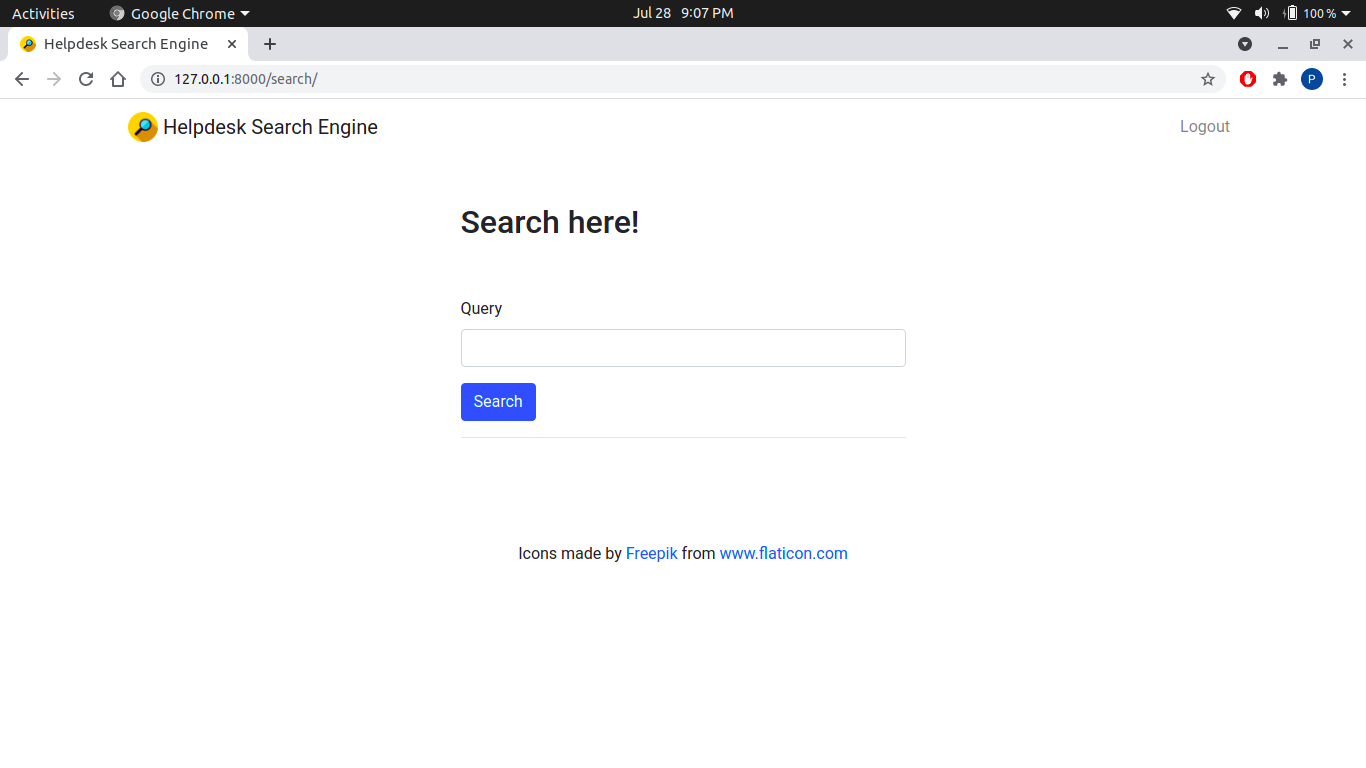 Activities Google Chrome Jul 28 9:07 PM 100 %
Helpdesk Search Engine
127.0.0.1:8000/search/ P
Helpdesk Search Engine Logout
Search here!
Query
Search
Icons made by Freepik from www.flaticon.com